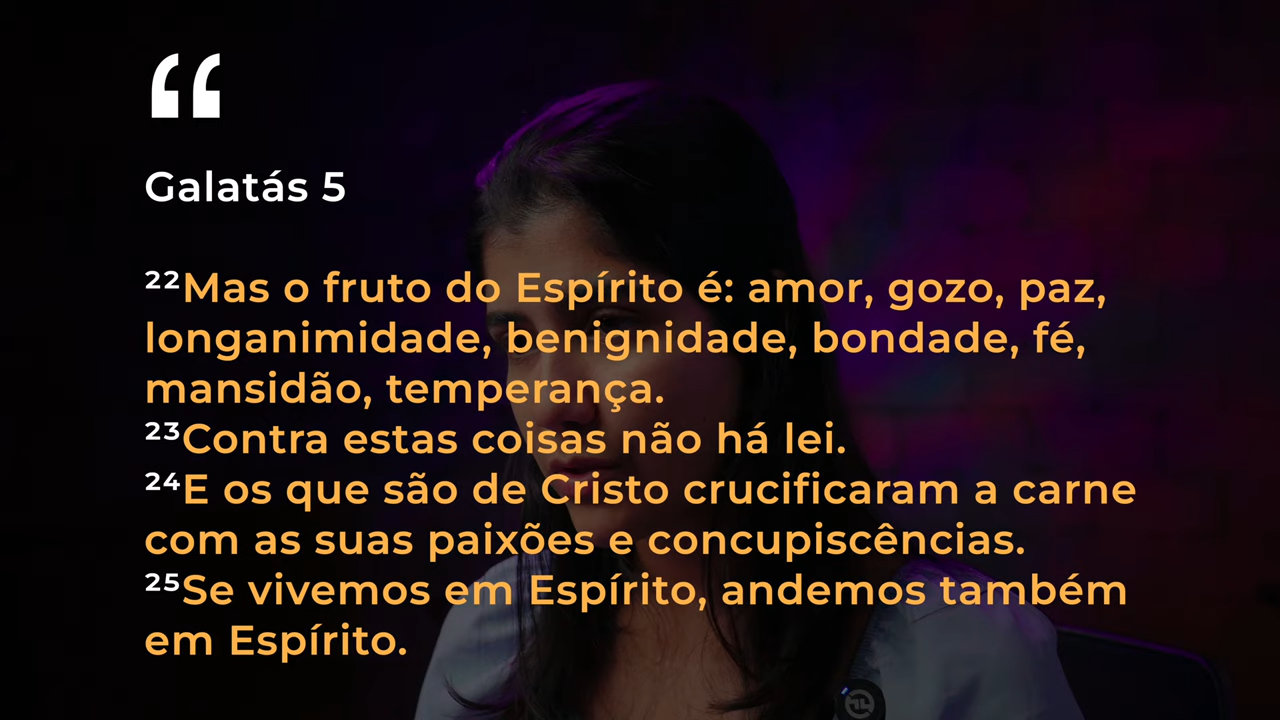 “
Galatás 5
²²Mas o fruto do Espírito é: amor, gozo, paz,
longanimidade, benignidade, bondade, fé,
mansidão, temperança.
²³Contra estas coisas não há lei.
²⁴E os que são de Cristo crucificaram a carne
com as suas paixões e concupiscências.
²⁵Se vivemos em Espírito, andemos também
em Espírito.